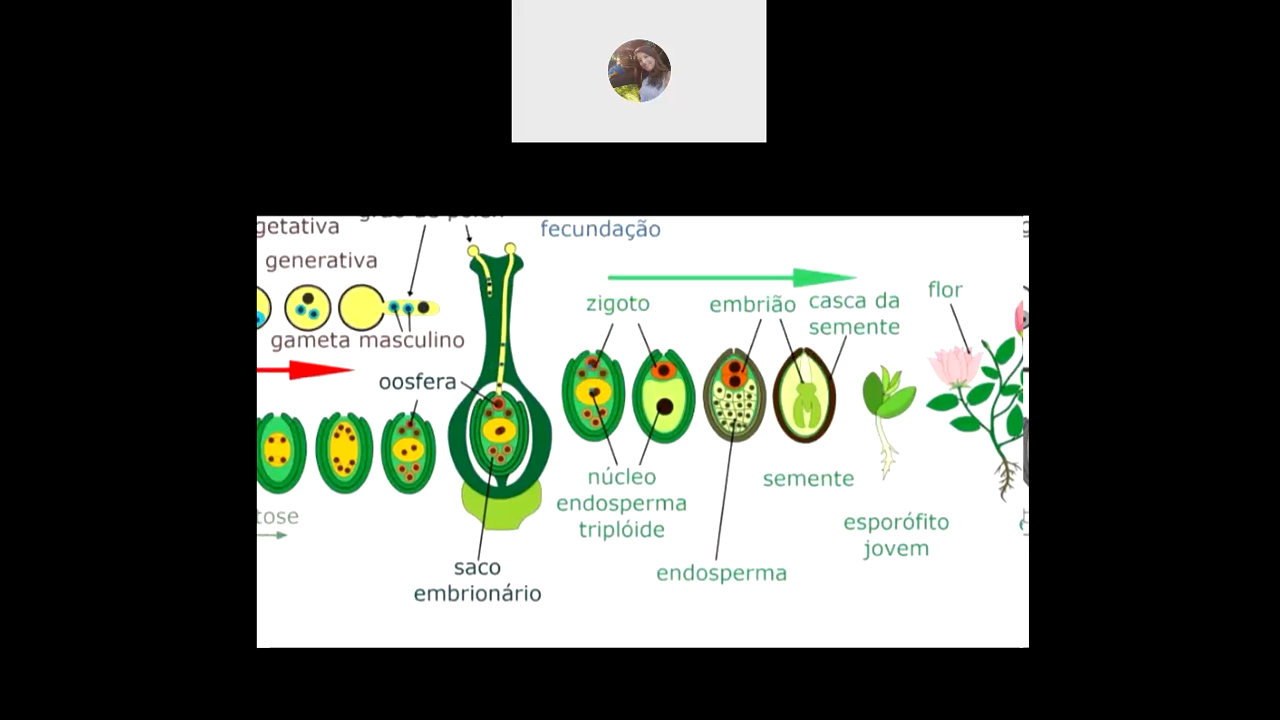 getativa
fecundação
generativa
zigoto
embrião
casca da
semente
flor
gameta masculino
oosfera
núcleo
endosperma
triplóide
semente
tose
esporófito
jovem
saco
embrionário
endosperma